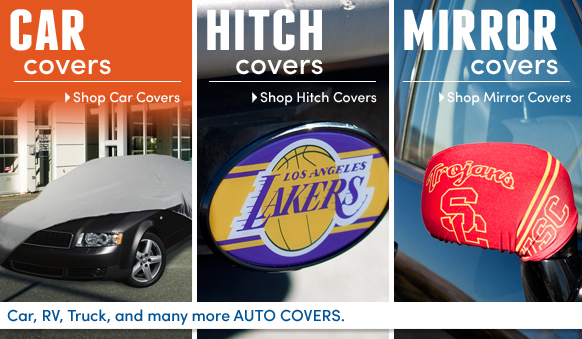 CAR
covers
Shop Car Covers
HITCH
covers
Shop Hitch Covers
LOS ANGELES
LAKERS
MIRROR
covers
Shop Mirror Covers
Trojans
SC
USC
Car, RV, Truck, and many more AUTO COVERS.